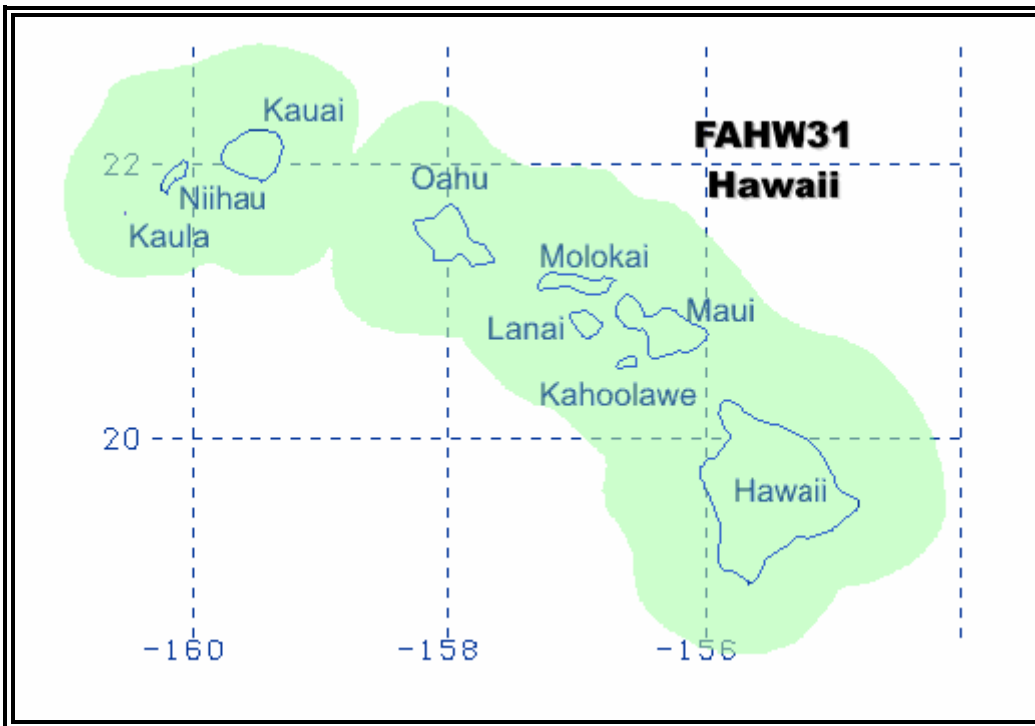 Kauai
FAHW31
22
Hawaii
Oahu
Niihau
Kaula
Molokai
Maui
Lanai
Kahoolawe
20
Hawaii
-160
-158
-156